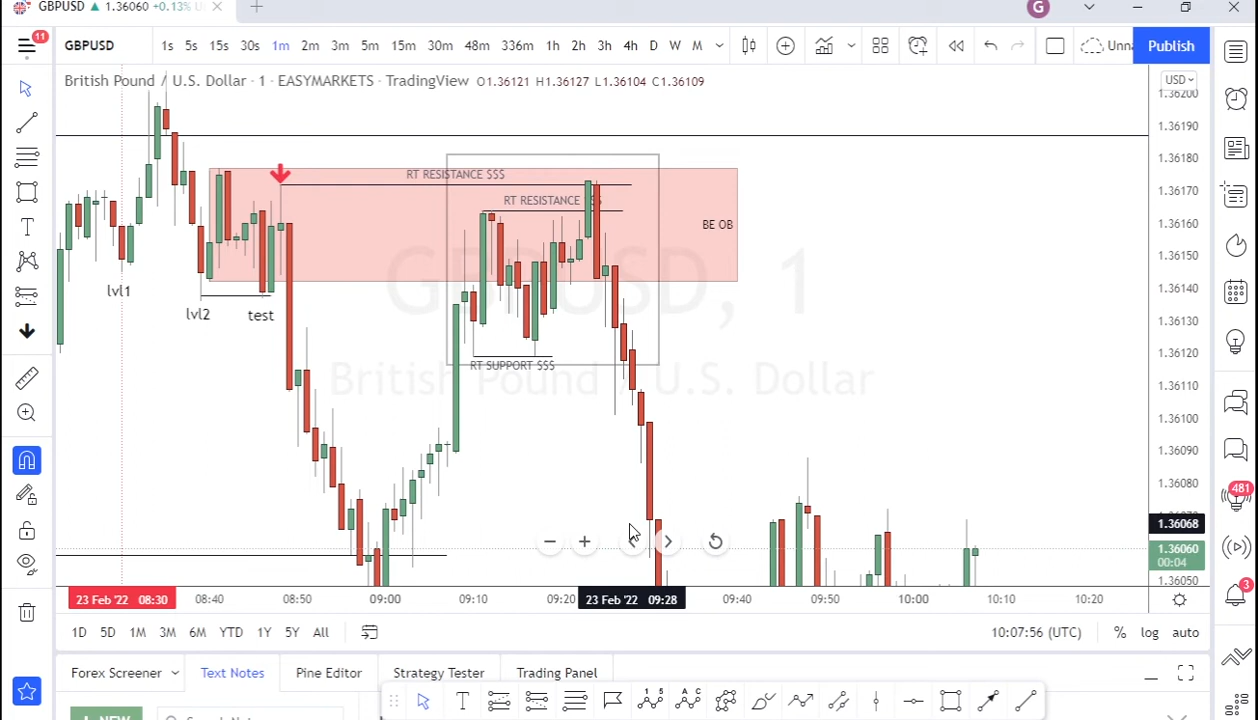 GBPUSD ▲ 1.36060 +0.13%
G
11
GBPUSD
1s 5s 15s 30s 1m 2m 3m 5m 15m 30m 48m 336m 1h 2h 3h 4h D W M
Publish
British Pound / U.S. Dollar · 1 · EASYMARKETS · TradingView O1.36121 H1.36127 L1.36104 C1.36109
USD
1.36200
1.36190
1.36180
1.36170
1.36160
1.36150
1.36140
1.36130
1.36120
1.36110
1.36100
1.36090
1.36080
1.36068
1.36060
00:04
1.36050
RT RESISTANCE $$$
RT RESISTANCE
BE OB
lvl1
lvl2
test
RT SUPPORT $$$
GBPUSD, 1
British Pound / U.S. Dollar
481
3
23 Feb '22 08:30
08:40
08:50
09:00
09:10
09:20
23 Feb '22 09:28
09:40
09:50
10:00
10:10
10:20
1D 5D 1M 3M 6M YTD 1Y 5Y All
10:07:56 (UTC) % log auto
Forex Screener Text Notes Pine Editor Strategy Tester Trading Panel
NEW